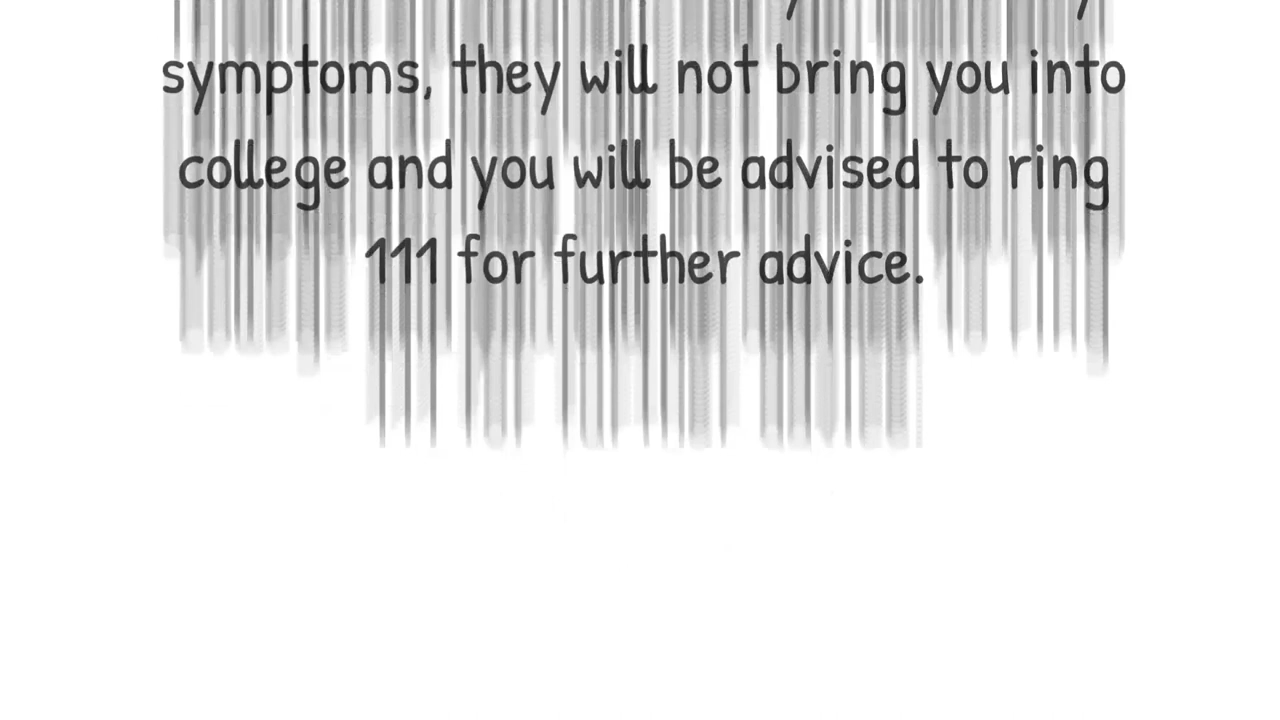 symptoms, they will not bring you into
college and you will be advised to ring
111 for further advice.